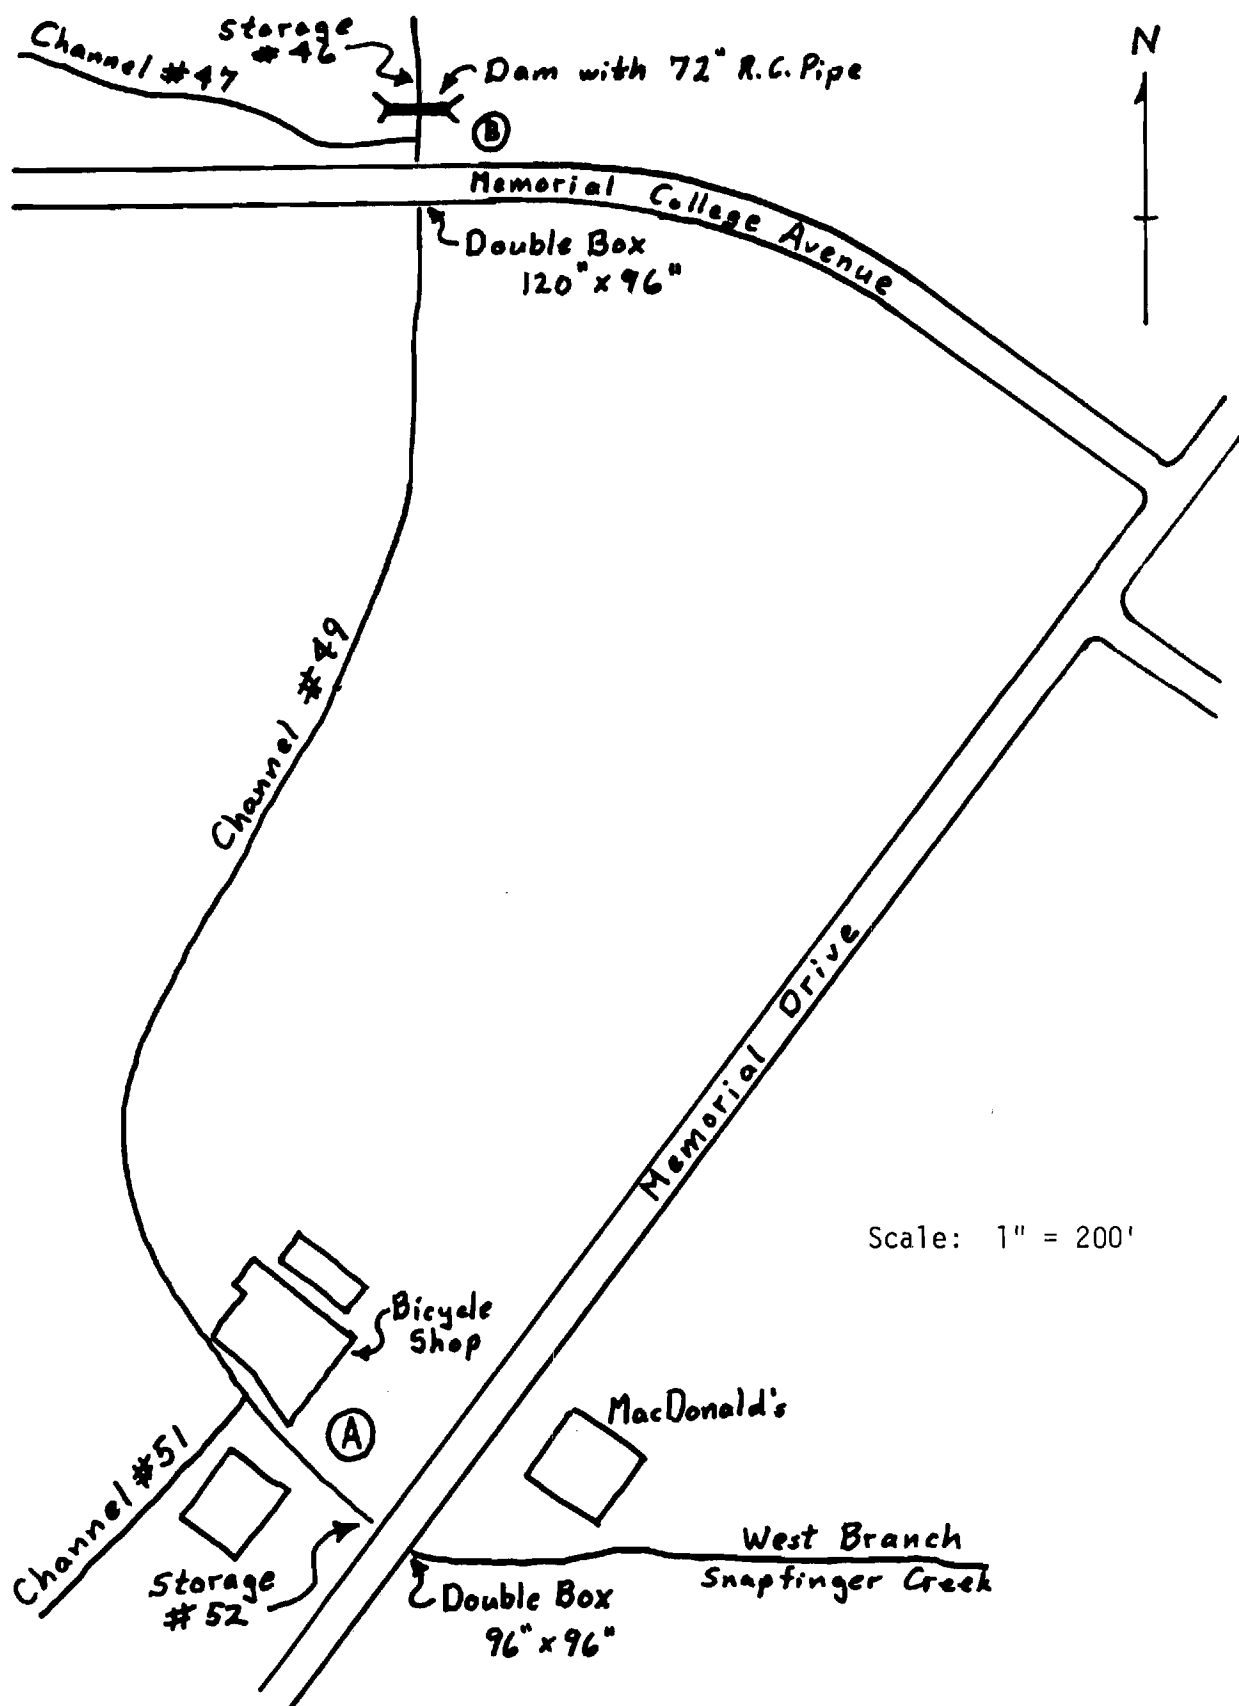 Storage
# 46
Channel #47
Dam with 72" R.C. Pipe
N
B
Memorial College Avenue
Double Box
120" x 96"
Channel #49
Memorial Drive
Scale: 1" = 200'
Bicycle
Shop
MacDonald's
A
Channel #51
West Branch
Snapfinger Creek
Storage
# 52
Double Box
96" x 96"